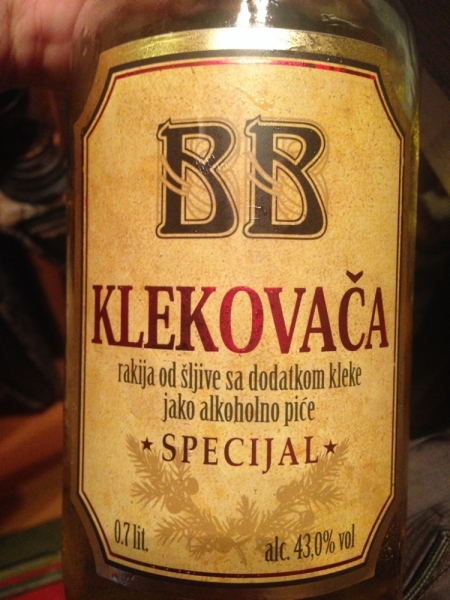 BB
KLEKOVAČA
rakija od šljive sa dodatkom kleke
jako alkoholno piće
★ SPECIJAL ★
0.7 lit. alc. 43,0% vol